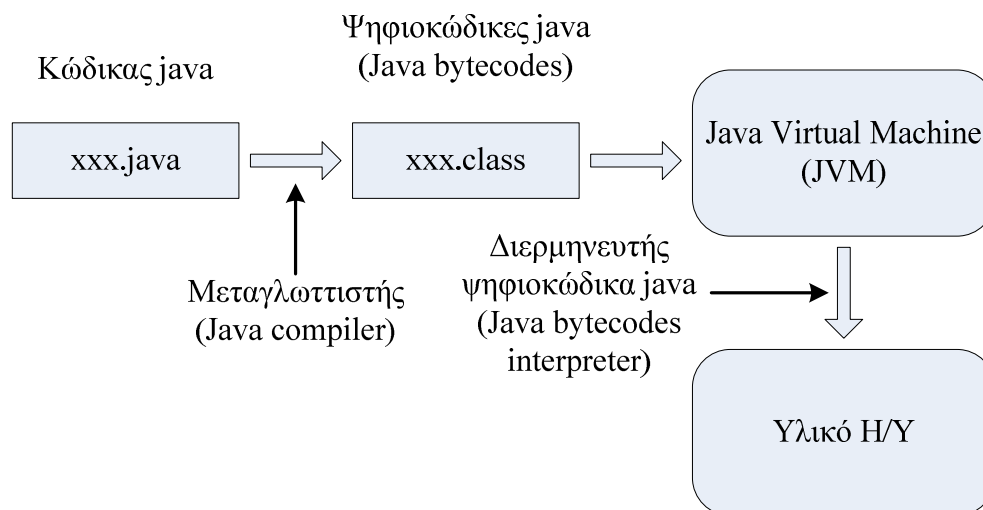 Κώδικας java
Ψηφιοκώδικες java
(Java bytecodes)
xxx.java
xxx.class
Java Virtual Machine
(JVM)
Μεταγλωττιστής
(Java compiler)
Διερμηνευτής
ψηφιοκώδικα java
(Java bytecodes
interpreter)
Υλικό Η/Υ